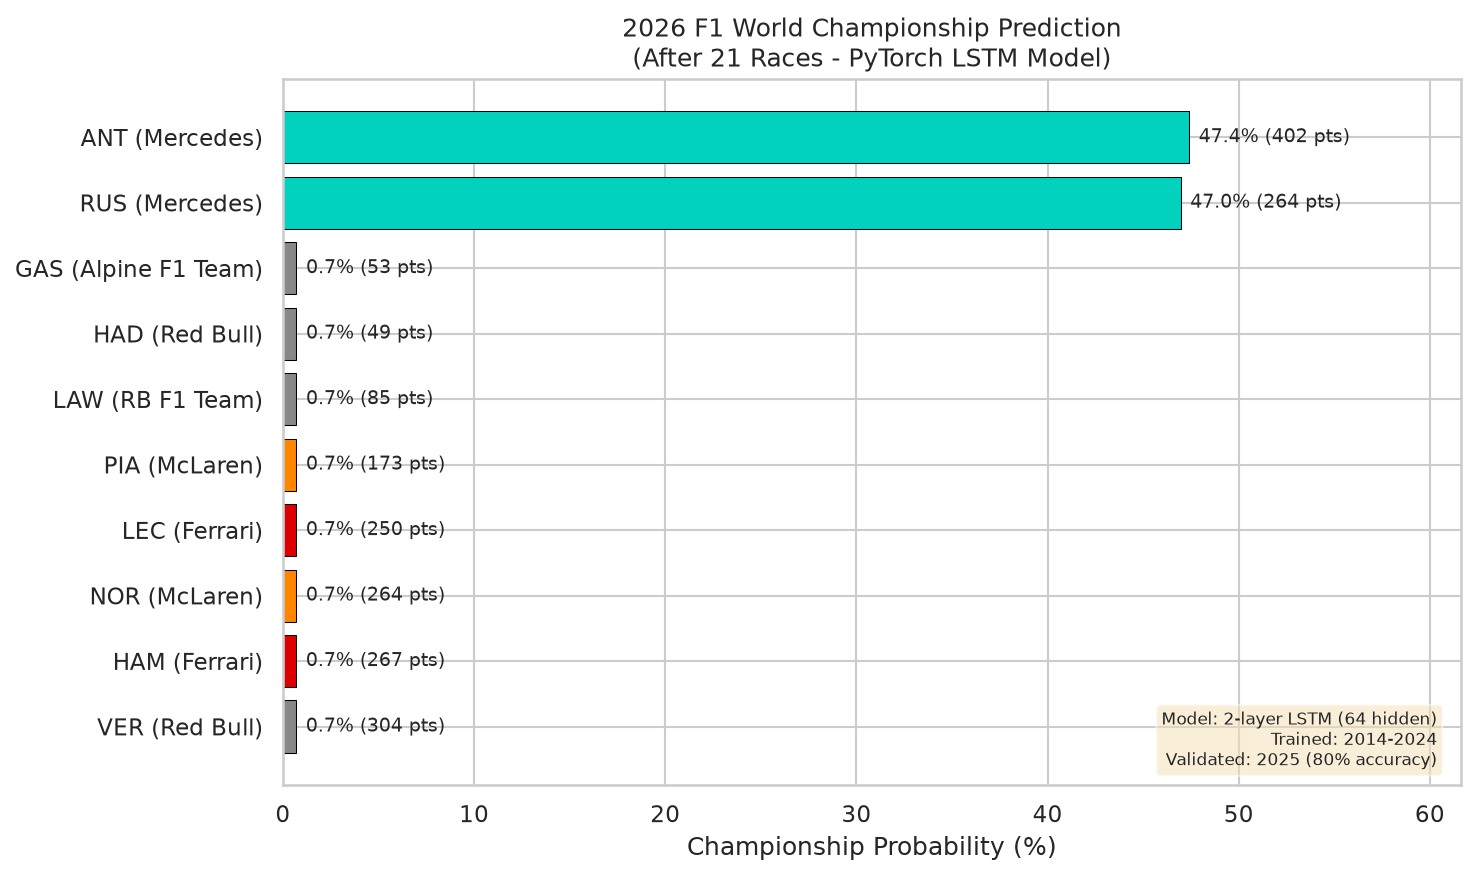 2026 F1 World Championship Prediction
(After 21 Races - PyTorch LSTM Model)
ANT (Mercedes) 47.4% (402 pts)
RUS (Mercedes) 47.0% (264 pts)
GAS (Alpine F1 Team) 0.7% (53 pts)
HAD (Red Bull) 0.7% (49 pts)
LAW (RB F1 Team) 0.7% (85 pts)
PIA (McLaren) 0.7% (173 pts)
LEC (Ferrari) 0.7% (250 pts)
NOR (McLaren) 0.7% (264 pts)
HAM (Ferrari) 0.7% (267 pts)
VER (Red Bull) 0.7% (304 pts)
Model: 2-layer LSTM (64 hidden)
Trained: 2014-2024
Validated: 2025 (80% accuracy)
0 10 20 30 40 50 60
Championship Probability (%)